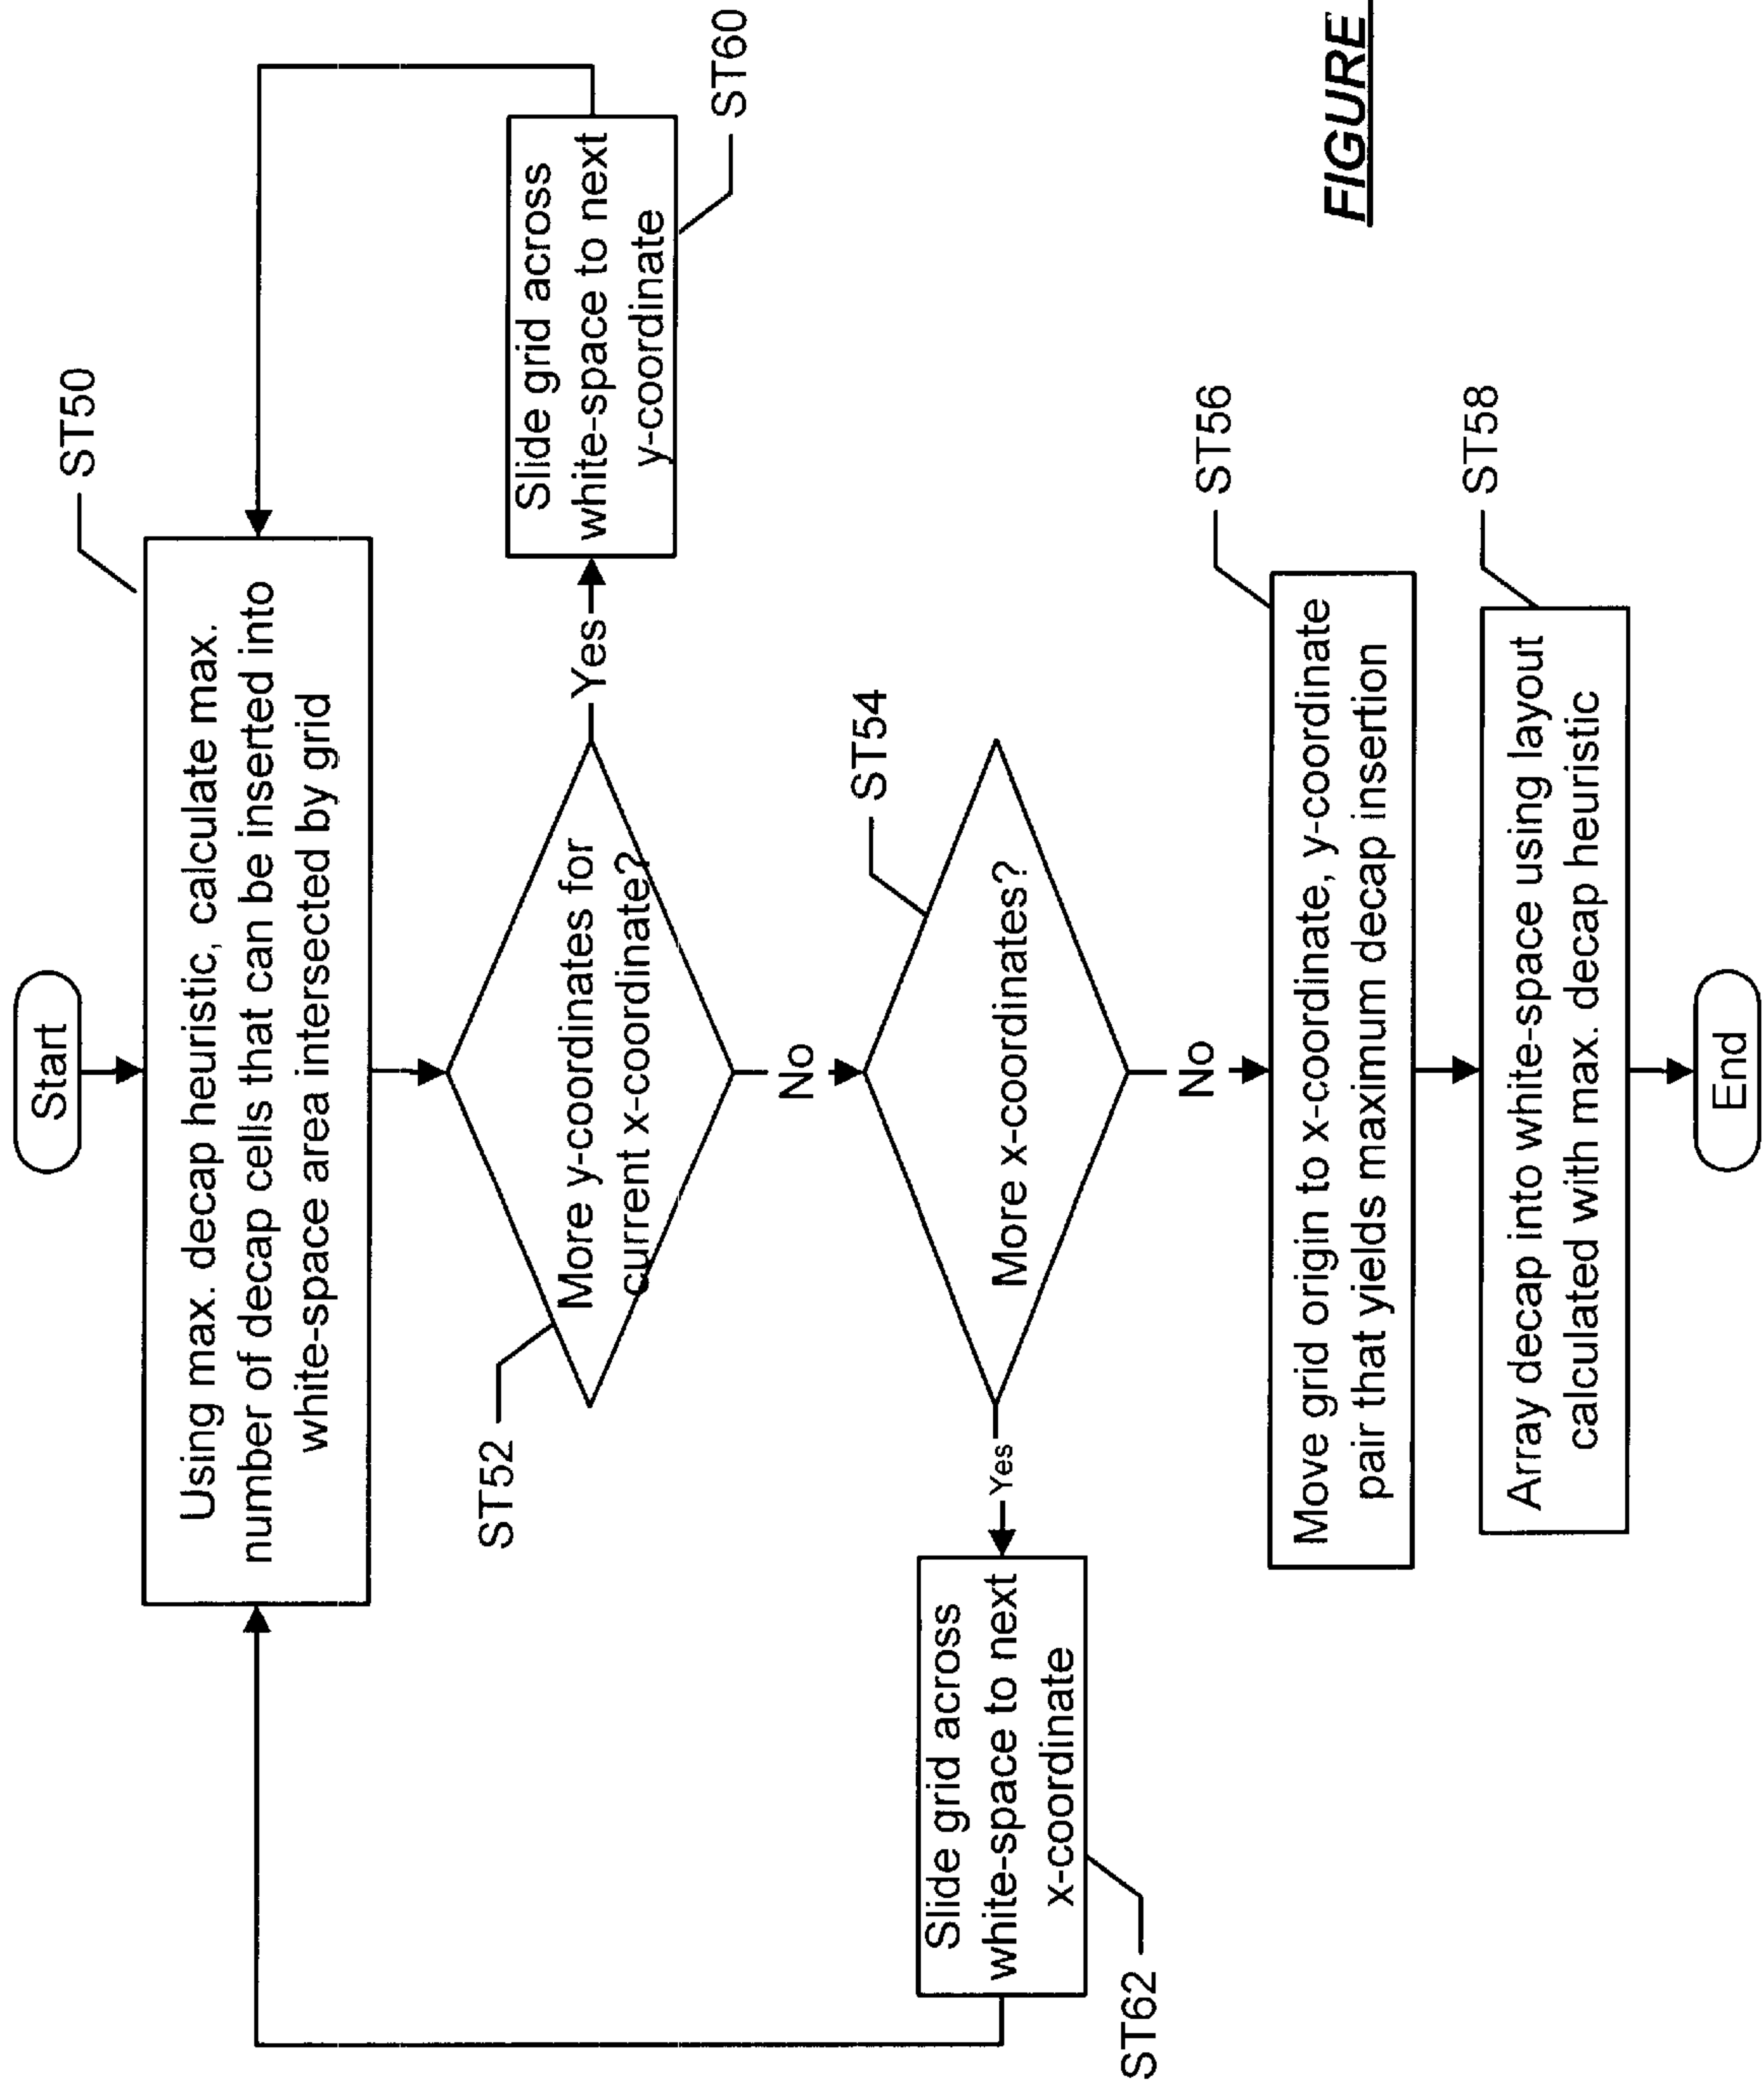 Start
ST50
Using max. decap heuristic, calculate max.
number of decap cells that can be inserted into
white-space area intersected by grid
ST52
More y-coordinates for
current x-coordinate?
Yes
Slide grid across
white-space to next
y-coordinate
ST60
No
ST54
More x-coordinates?
Yes
Slide grid across
white-space to next
x-coordinate
ST62
No
ST56
Move grid origin to x-coordinate, y-coordinate
pair that yields maximum decap insertion
ST58
Array decap into white-space using layout
calculated with max. decap heuristic
End
FIGURE